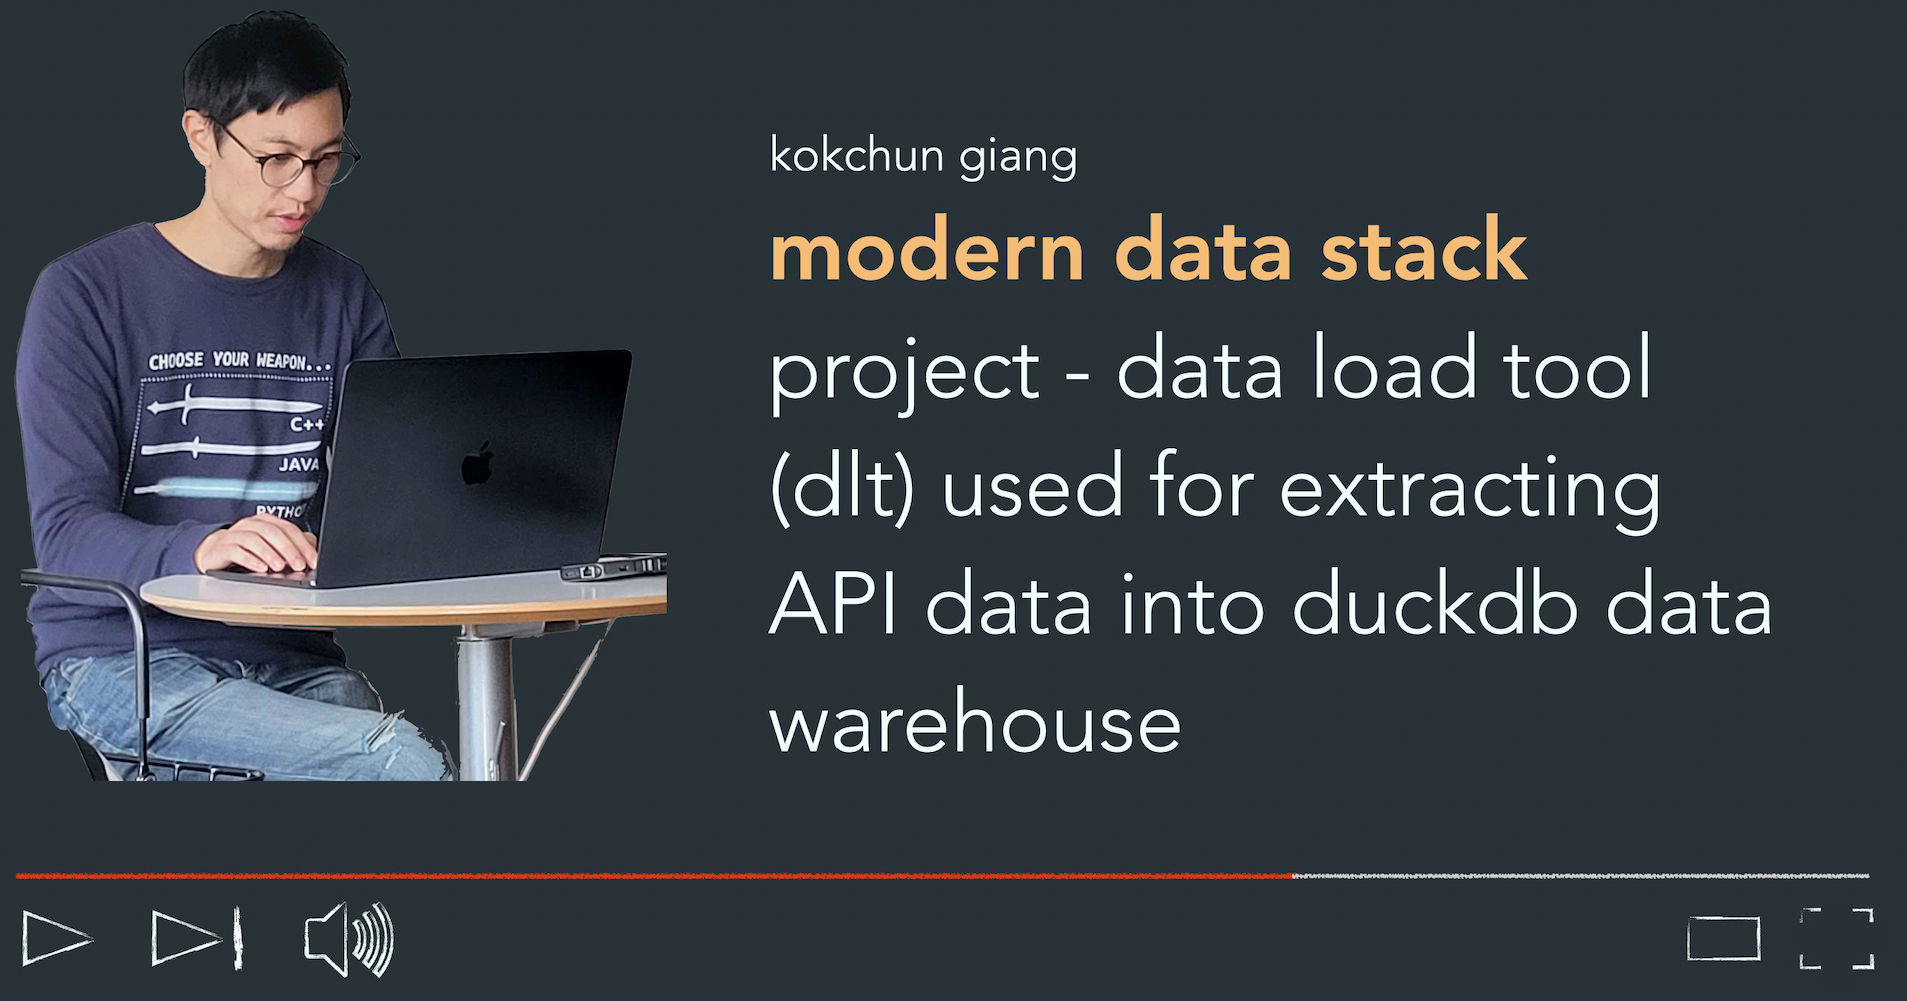 kokchun giang
modern data stack
project - data load tool
(dlt) used for extracting
API data into duckdb data
warehouse
CHOOSE YOUR WEAPON...
C++
JAVA
PYTHO